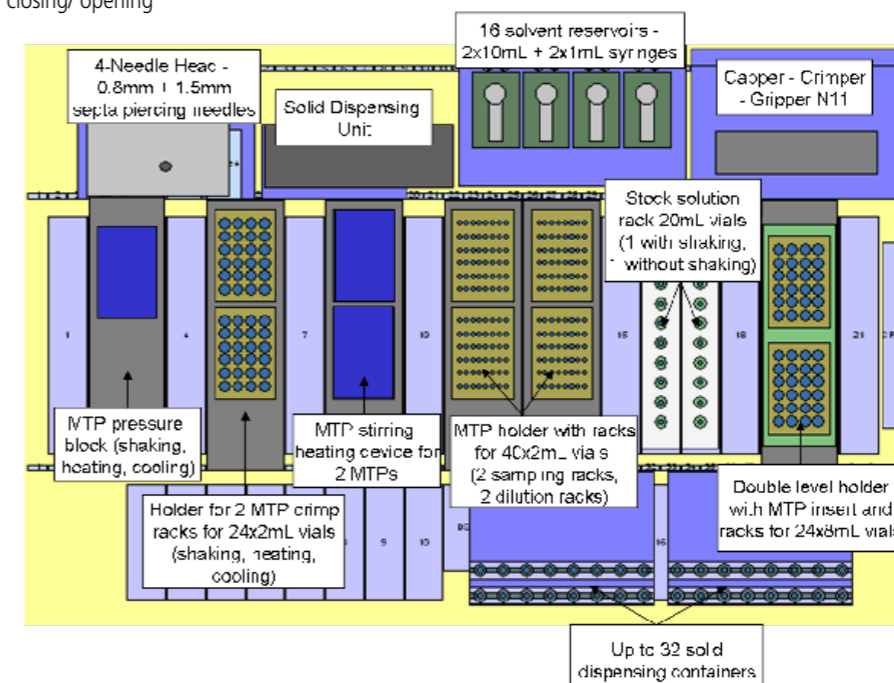 closing/ opening
4-Needle Head -
0.8mm + 1.5mm
septa piercing needles
Solid Dispensing
Unit
16 solvent reservoirs -
2x10mL + 2x1mL syringes
Capper - Crimper
- Gripper N11
Stock solution
rack 20mL vials
(1 with shaking,
1 without shaking)
1
4
7
10
15
18
21
MTP pressure
block (shaking,
heating, cooling)
Holder for 2 MTP crimp
racks for 24x2mL vials
(shaking, heating,
cooling)
MTP stirring
heating device for
2 MTPs
MTP holder with racks
for 40x2mL vials
(2 sampling racks,
2 dilution racks)
Double level holder
with MTP insert and
racks for 24x8mL vials
9
10
16
Up to 32 solid
dispensing containers